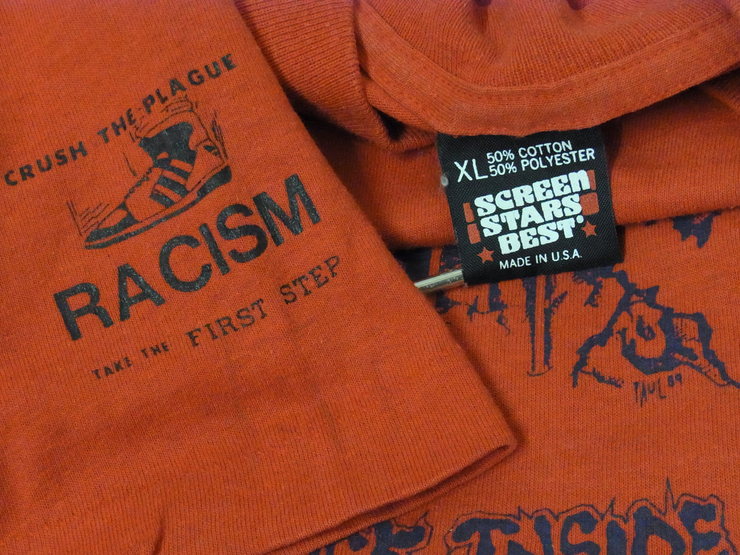 CRUSH THE PLAGUE
RACISM
TAKE THE FIRST STEP
XL 50% COTTON
50% POLYESTER
SCREEN
STARS
BEST
MADE IN U.S.A.
INSIDE